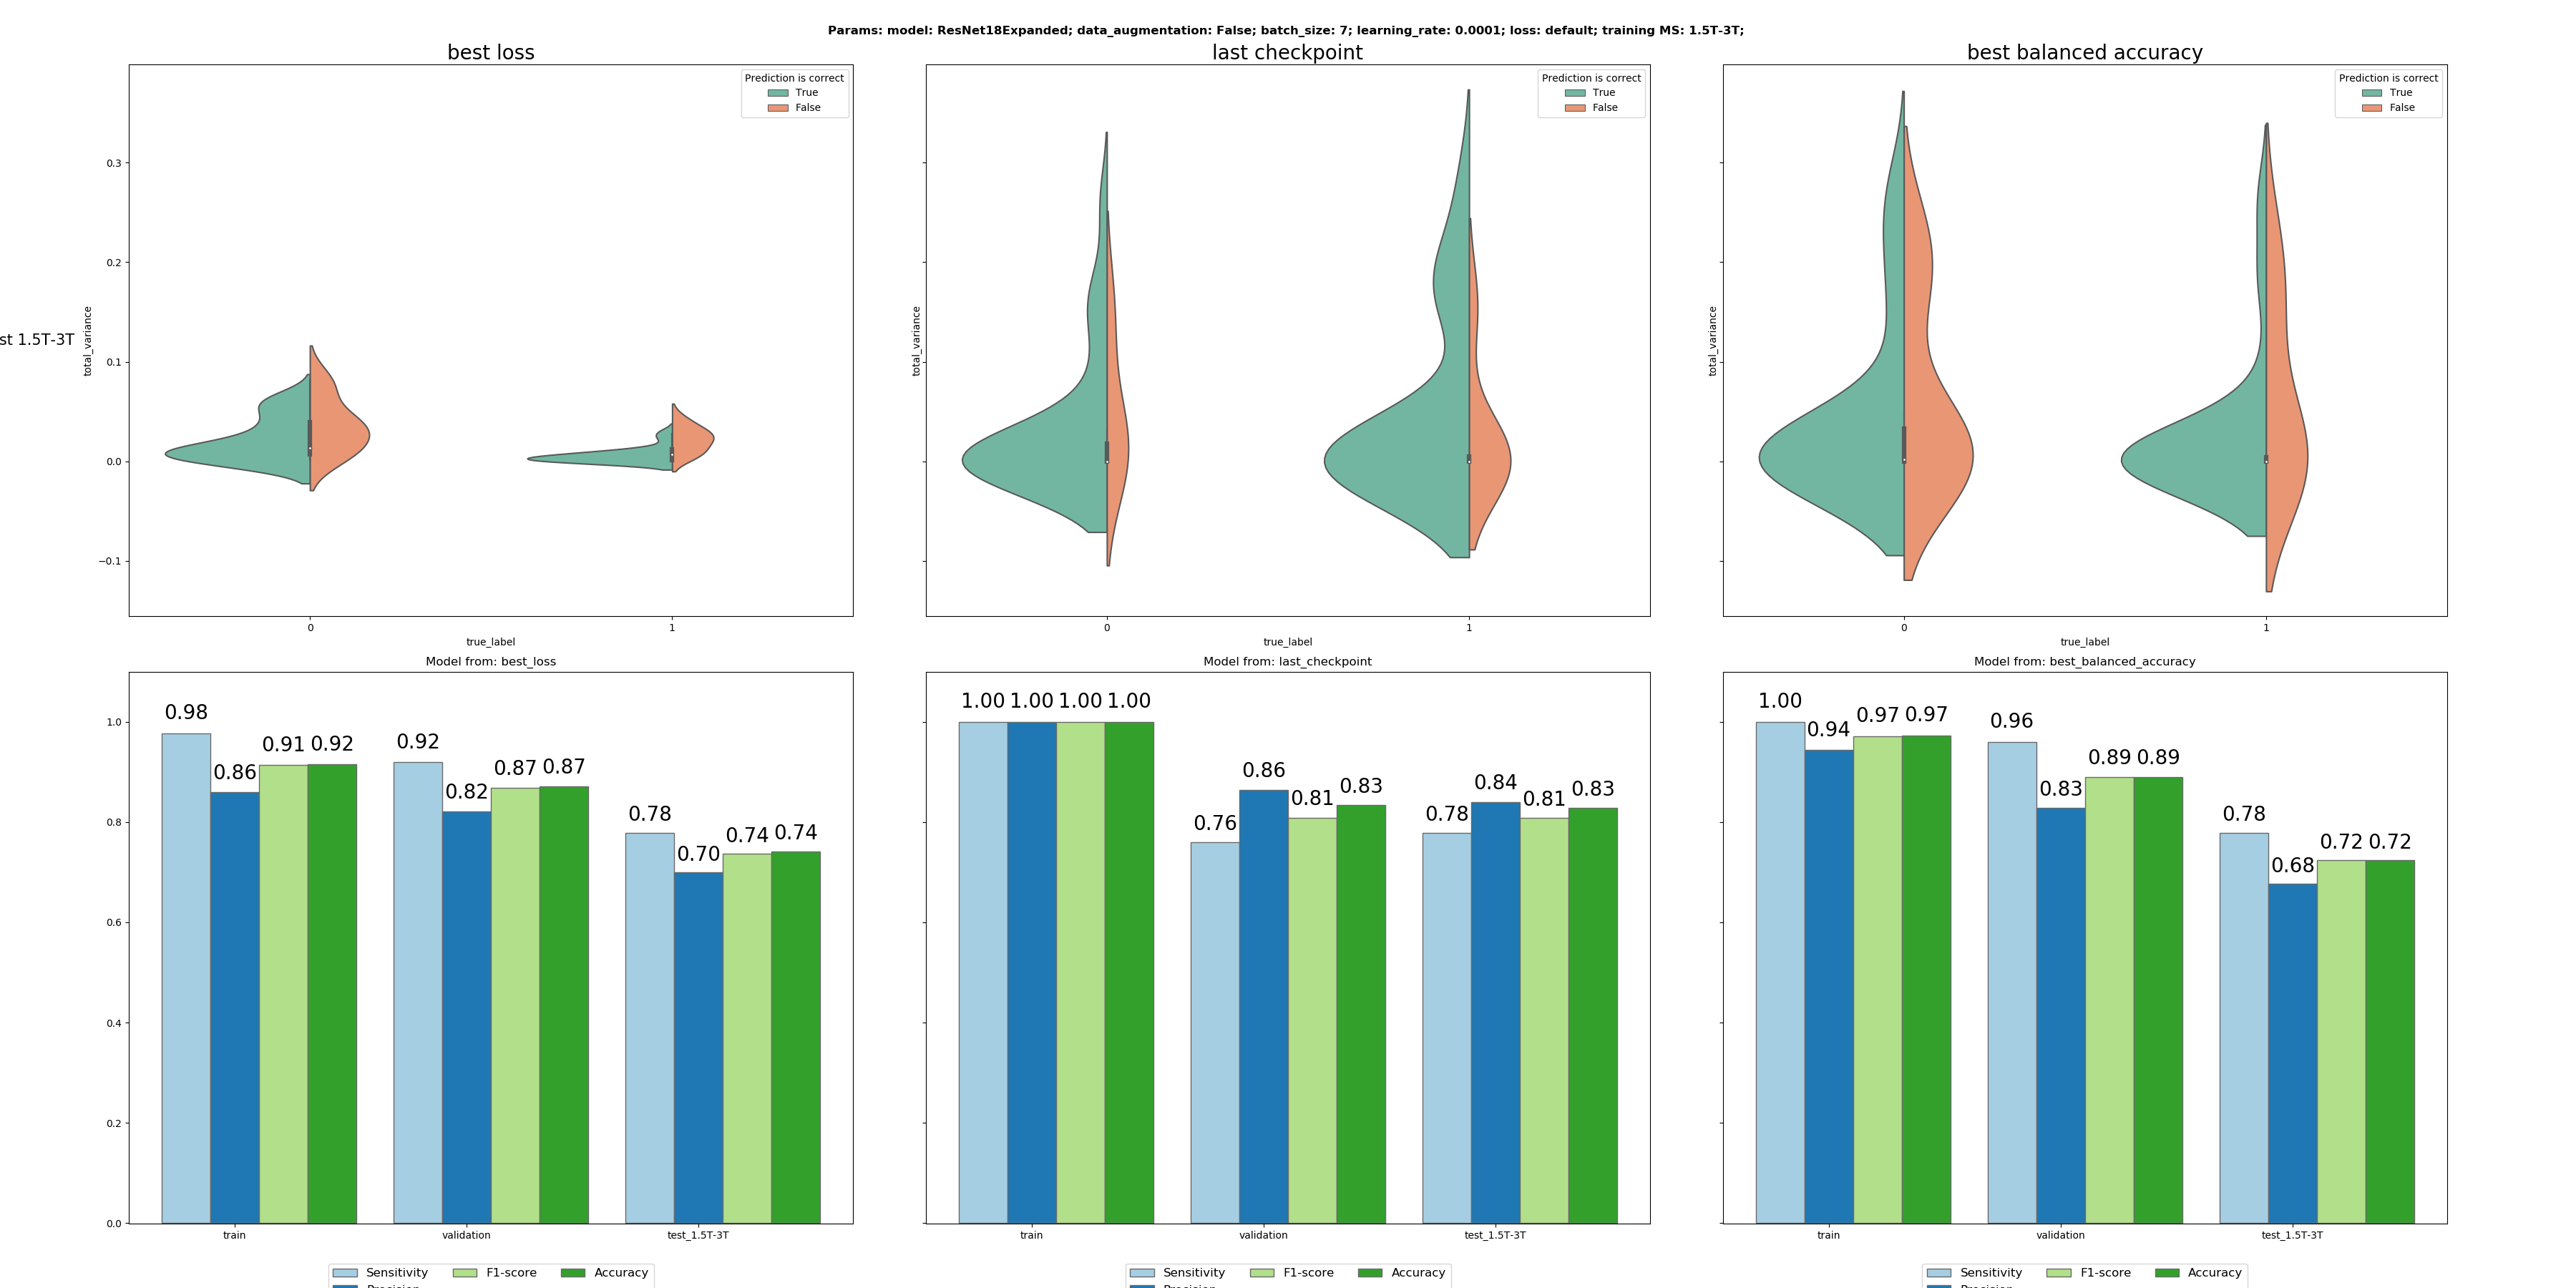 Params: model: ResNet18Expanded; data_augmentation: False; batch_size: 7; learning_rate: 0.0001; loss: default; training MS: 1.5T-3T;
best loss
last checkpoint
best balanced accuracy
Prediction is correct
True
False
Prediction is correct
True
False
Prediction is correct
True
False
st 1.5T-3T
total_variance
0.3
0.2
0.1
0.0
−0.1
total_variance
total_variance
0 1
true_label
0 1
true_label
0 1
true_label
Model from: best_loss
1.0
0.8
0.6
0.4
0.2
0.0
0.98 0.86 0.91 0.92
0.92 0.82 0.87 0.87
0.78 0.70 0.74 0.74
train validation test_1.5T-3T
Sensitivity F1-score Accuracy
Precision
Model from: last_checkpoint
1.00 1.00 1.00 1.00
0.76 0.86 0.81 0.83
0.78 0.84 0.81 0.83
train validation test_1.5T-3T
Sensitivity F1-score Accuracy
Precision
Model from: best_balanced_accuracy
1.00 0.94 0.97 0.97
0.96 0.83 0.89 0.89
0.78 0.68 0.72 0.72
train validation test_1.5T-3T
Sensitivity F1-score Accuracy
Precision